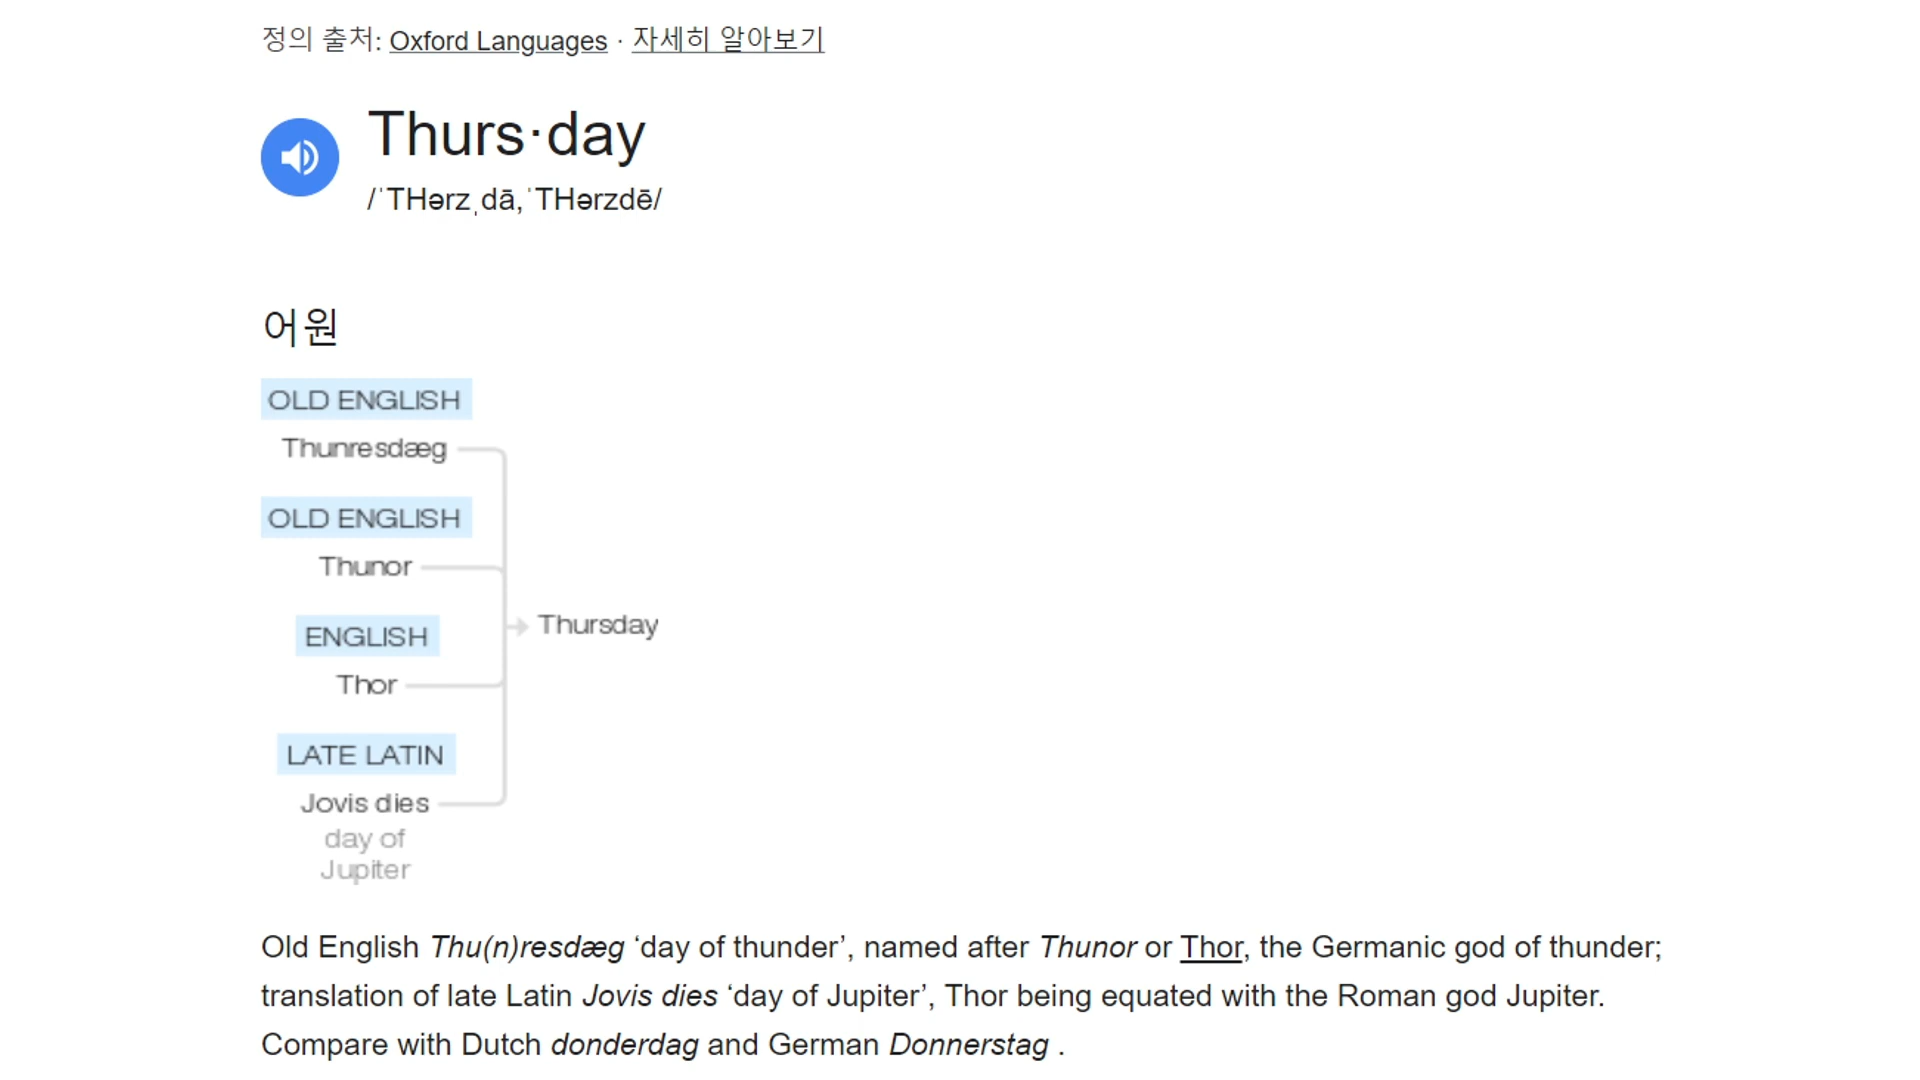 정의 출처: Oxford Languages · 자세히 알아보기
Thurs·day
/ˈTHərzˌdā,ˈTHərzdē/
어원
OLD ENGLISH
Thunresdæg
OLD ENGLISH
Thunor
ENGLISH
Thor
LATE LATIN
Jovis dies
day of
Jupiter
Thursday
Old English Thu(n)resdæg ‘day of thunder’, named after Thunor or Thor, the Germanic god of thunder;
translation of late Latin Jovis dies ‘day of Jupiter’, Thor being equated with the Roman god Jupiter.
Compare with Dutch donderdag and German Donnerstag .